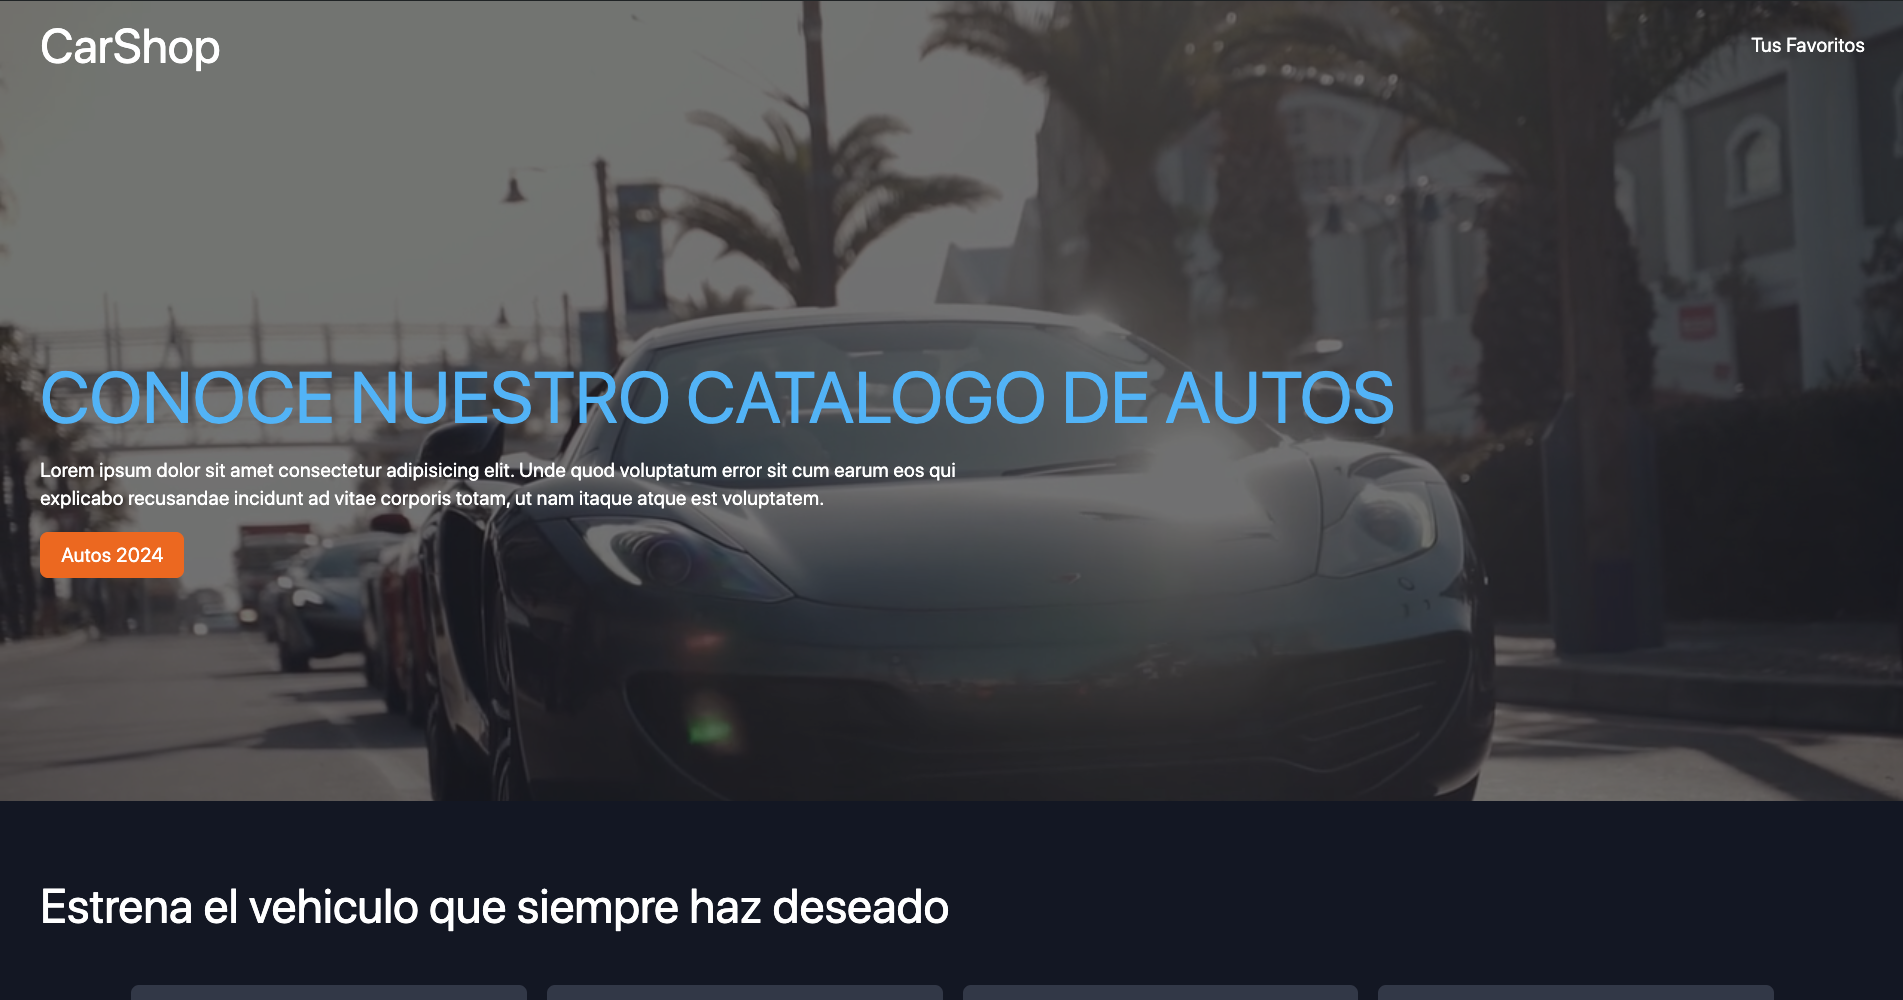 CarShop
Tus Favoritos
CONOCE NUESTRO CATALOGO DE AUTOS
Lorem ipsum dolor sit amet consectetur adipisicing elit. Unde quod voluptatum error sit cum earum eos qui
explicabo recusandae incidunt ad vitae corporis totam, ut nam itaque atque est voluptatem.
Autos 2024
Estrena el vehiculo que siempre haz deseado